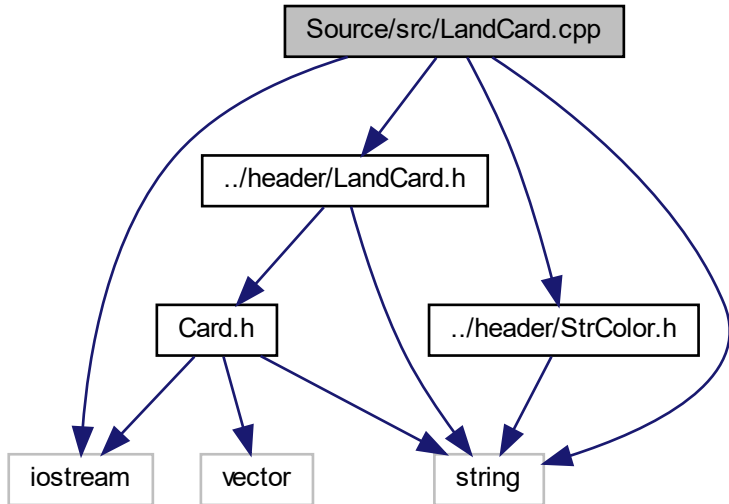 Source/src/LandCard.cpp
../header/LandCard.h
Card.h
../header/StrColor.h
iostream
vector
string